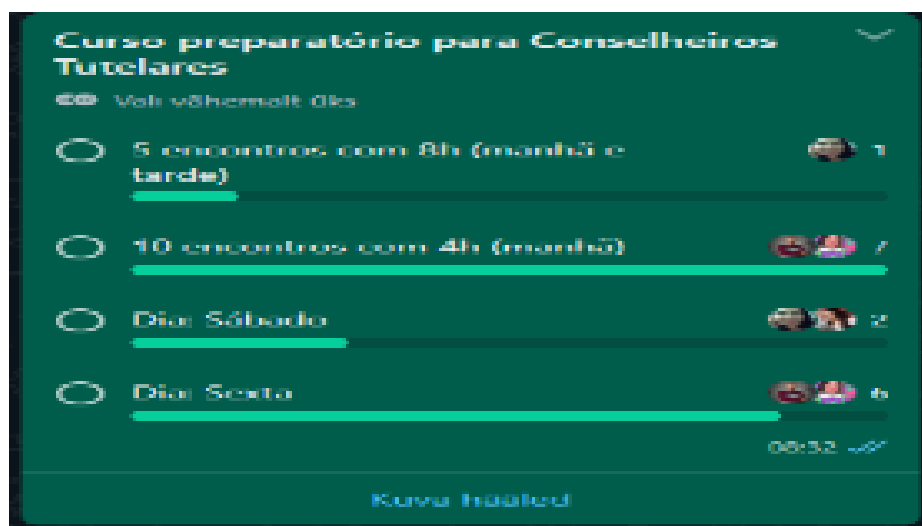 Curso preparatório para Conselheiros
Tutelares
Vali vähemalt üks
5 encontros com 8h (manhã e
tarde)
1
10 encontros com 4h (manhã)
7
Dia: Sábado
2
Dia: Sexta
6
08:32
Kuva hääled